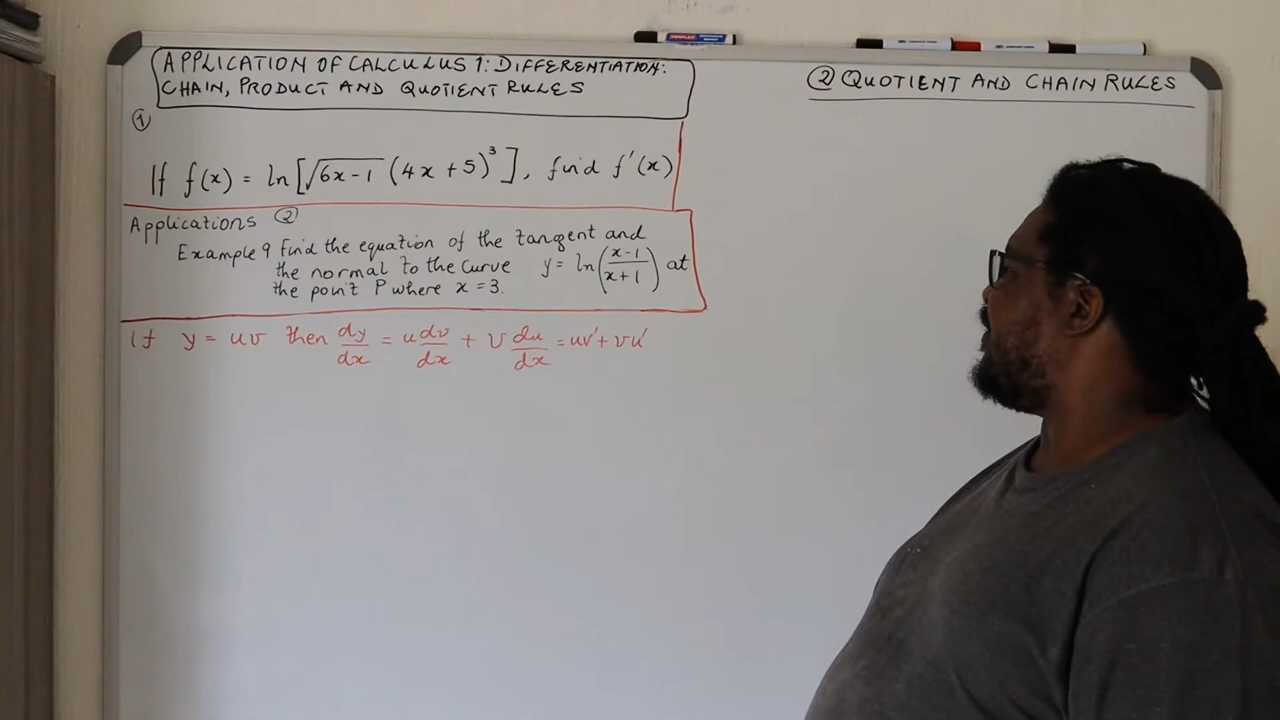 APPLICATION OF CALCULUS 1: DIFFERENTIATION:
CHAIN, PRODUCT AND QUOTIENT RULES
①
If f(x) = ln[√(6x-1) (4x+5)³], find f'(x)
Applications ②
Example 9 Find the equation of the tangent and
the normal to the curve y = ln((x-1)/(x+1)) at
the point P where x = 3.
If y = uv then dy/dx = u dv/dx + v du/dx = uv' + vu'
② QUOTIENT AND CHAIN RULES